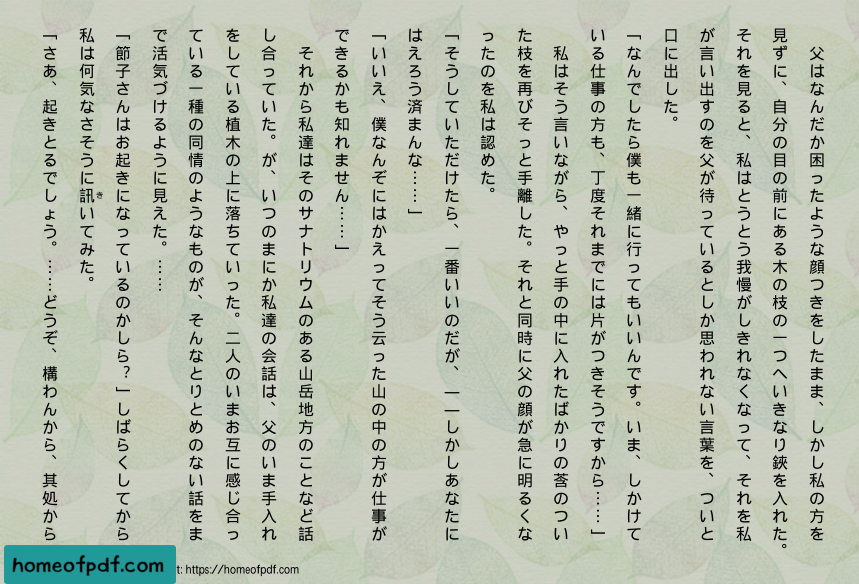 父はなんだか困ったような顔つきをしたまま、しかし私の方を
見ずに、自分の目の前にある木の枝の一つへいきなり鋏を入れた。
それを見ると、私はとうとう我慢がしきれなくなって、それを私
が言い出すのを父が待っているとしか思われない言葉を、ついと
口に出した。
「なんでしたら僕も一緒に行ってもいいんです。いま、しかけて
いる仕事の方も、丁度それまでには片がつきそうですから……」
私はそう言いながら、やっと手の中に入れたばかりの莟のつい
た枝を再びそっと手離した。それと同時に父の顔が急に明るくな
ったのを私は認めた。
「そうしていただけたら、一番いいのだが、――しかしあなたに
はえろう済まんな……」
「いいえ、僕なんぞにはかえってそう云った山の中の方が仕事が
できるかも知れません……」
それから私達はそのサナトリウムのある山岳地方のことなど話
し合っていた。が、いつのまにか私達の会話は、父のいま手入れ
をしている植木の上に落ちていった。二人のいまお互に感じ合っ
ている一種の同情のようなものが、そんなとりとめのない話をま
で活気づけるように見えた。……
「節子さんはお起きになっているのかしら？」しばらくしてから
私は何気なさそうに訊いてみた。
き
「さあ、起きとるでしょう。……どうぞ、構わんから、其処から
homeofpdf.com
t: https://homeofpdf.com